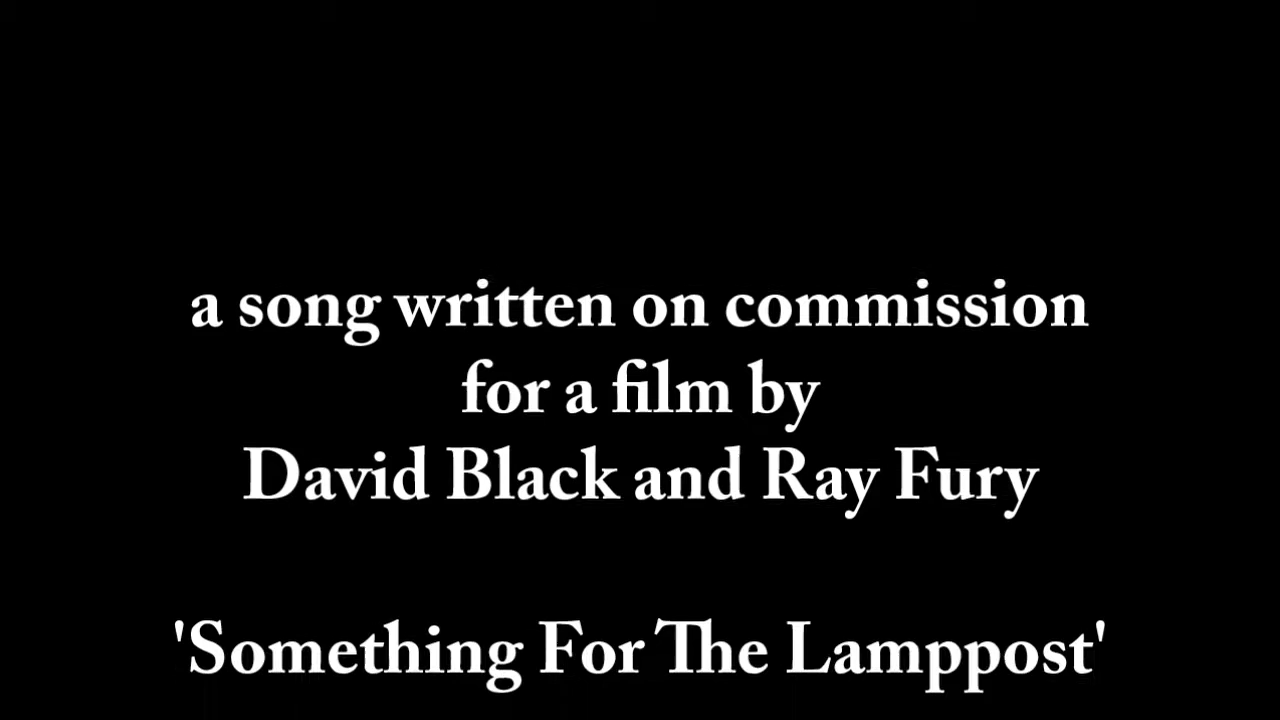 a song written on commission
for a film by
David Black and Ray Fury
'Something For The Lamppost'